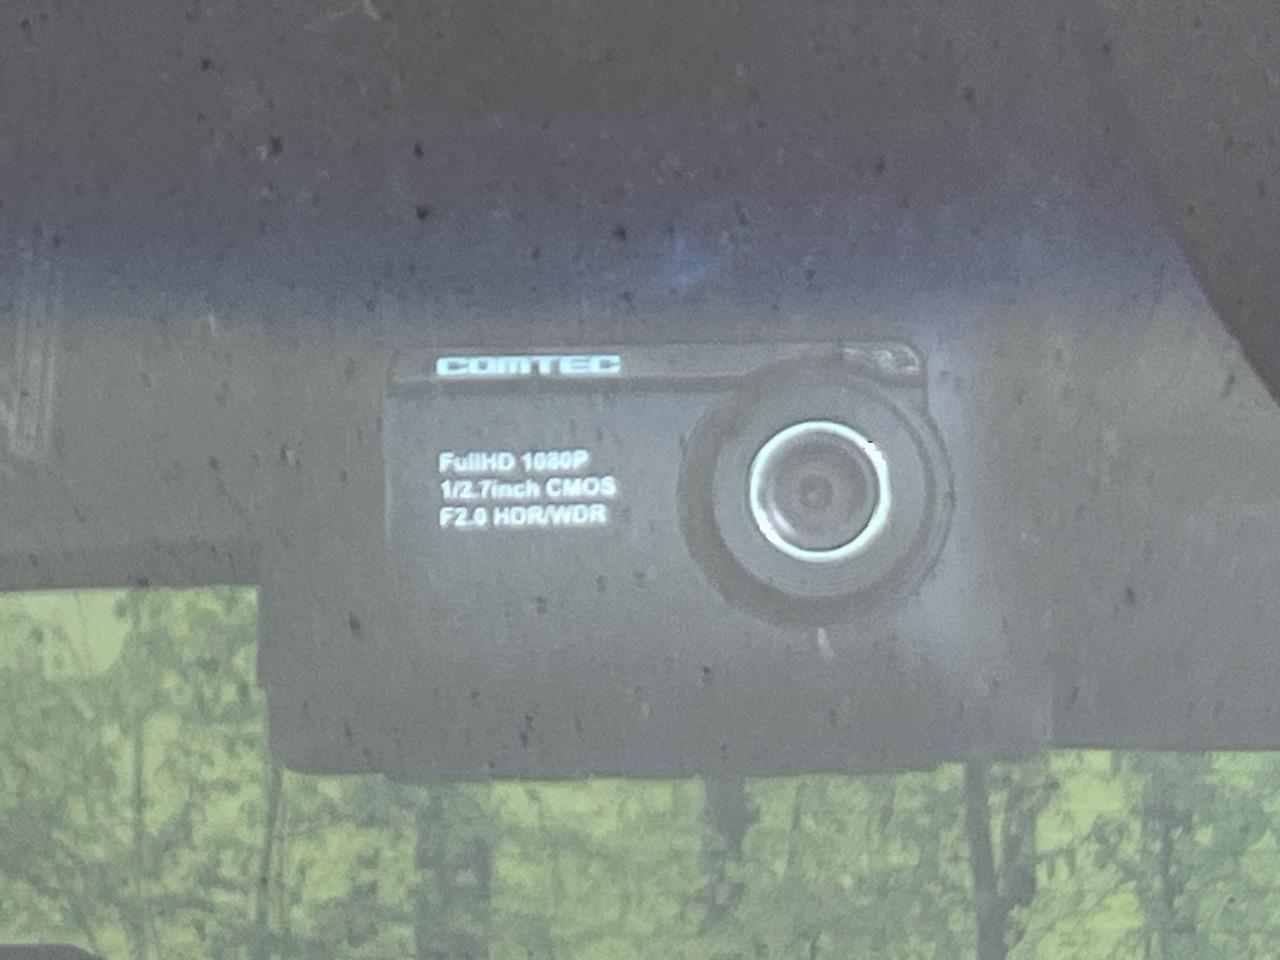 COMTEC
FullHD 1080P
1/2.7inch CMOS
F2.0 HDR/WDR